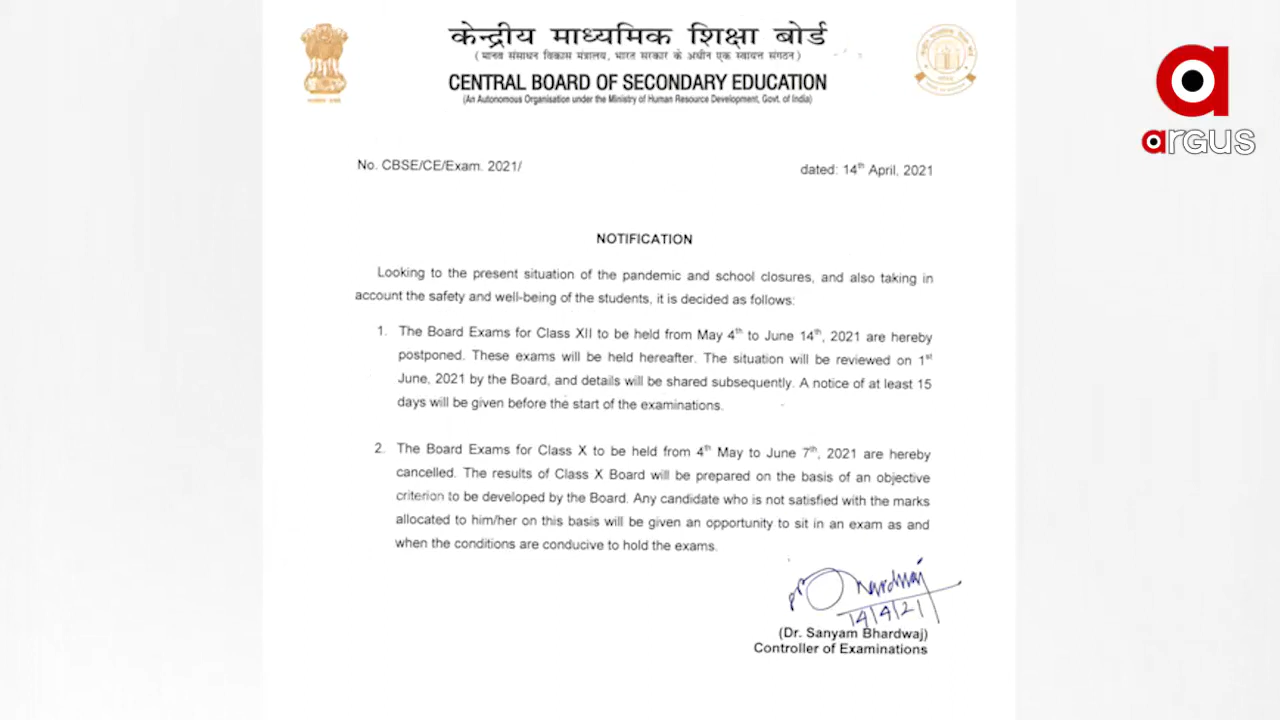 केन्द्रीय माध्यमिक शिक्षा बोर्ड
(मानव संसाधन विकास मंत्रालय, भारत सरकार के अधीन एक स्वायत्त संगठन)
CENTRAL BOARD OF SECONDARY EDUCATION
(An Autonomous Organisation under the Ministry of Human Resource Development, Govt. of India)
argus
No. CBSE/CE/Exam. 2021/ dated: 14th April, 2021
NOTIFICATION
Looking to the present situation of the pandemic and school closures, and also taking in
account the safety and well-being of the students, it is decided as follows:
1. The Board Exams for Class XII to be held from May 4th to June 14th, 2021 are hereby
postponed. These exams will be held hereafter. The situation will be reviewed on 1st
June, 2021 by the Board, and details will be shared subsequently. A notice of at least 15
days will be given before the start of the examinations.
2. The Board Exams for Class X to be held from 4th May to June 7th, 2021 are hereby
cancelled. The results of Class X Board will be prepared on the basis of an objective
criterion to be developed by the Board. Any candidate who is not satisfied with the marks
allocated to him/her on this basis will be given an opportunity to sit in an exam as and
when the conditions are conducive to hold the exams.
14/4/21
(Dr. Sanyam Bhardwaj)
Controller of Examinations